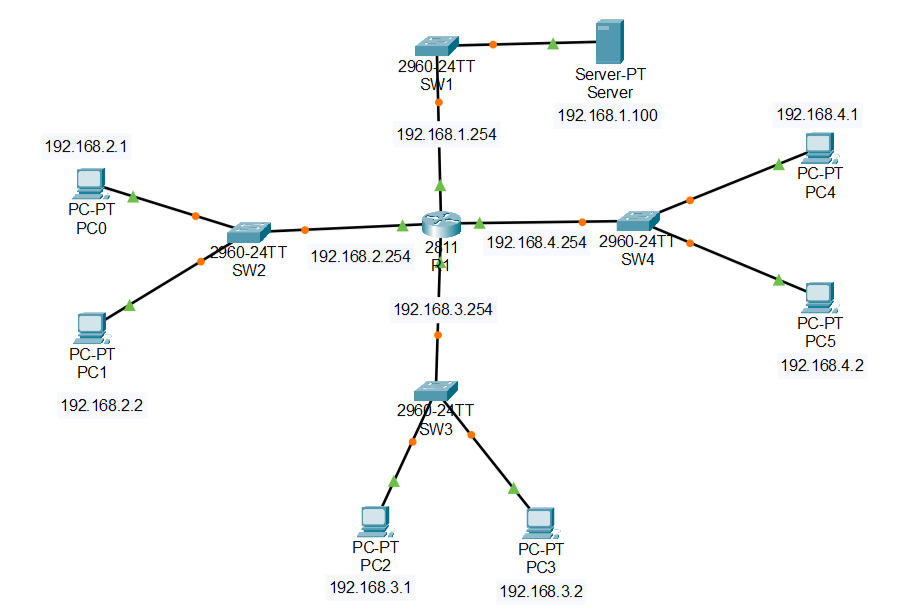 2960-24TT
SW1
Server-PT
Server
192.168.1.100
192.168.1.254
192.168.4.1
PC-PT
PC4
192.168.2.1
PC-PT
PC0
2960-24TT
SW2
192.168.2.254
2811
R1
192.168.4.254
2960-24TT
SW4
192.168.3.254
PC-PT
PC5
192.168.4.2
PC-PT
PC1
192.168.2.2
2960-24TT
SW3
PC-PT
PC2
192.168.3.1
PC-PT
PC3
192.168.3.2